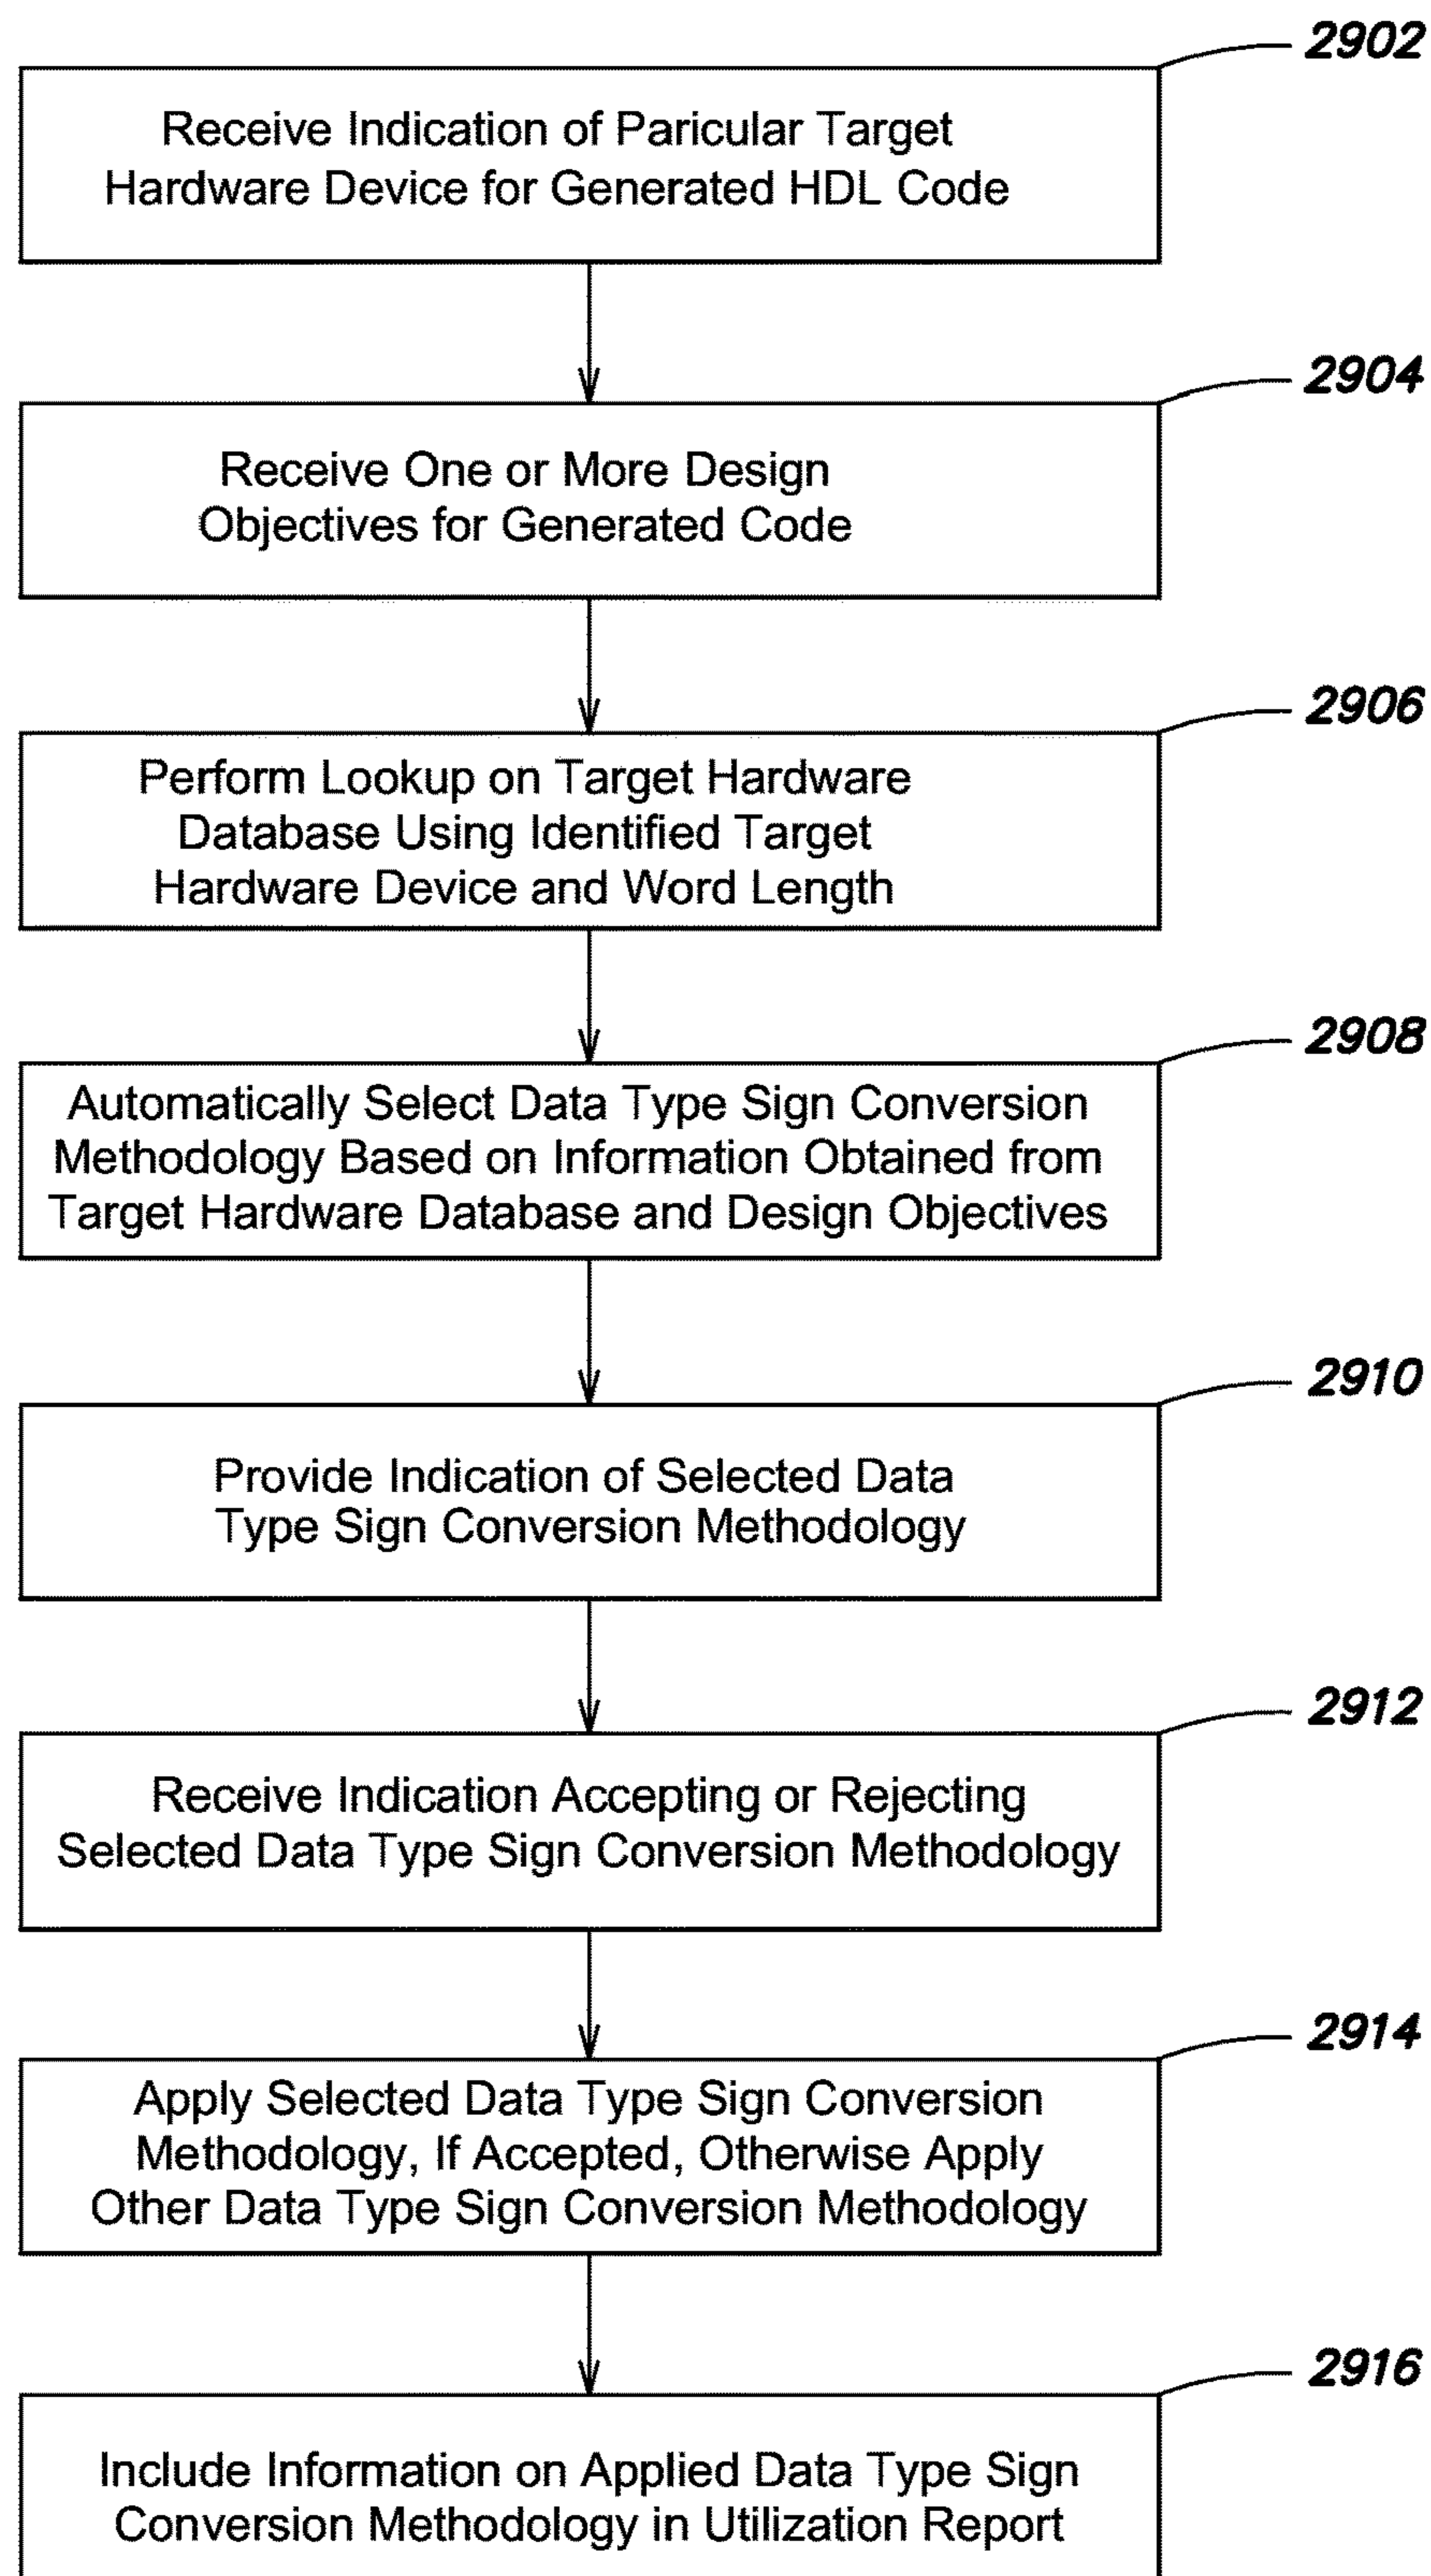 2902
Receive Indication of Paricular Target
Hardware Device for Generated HDL Code
2904
Receive One or More Design
Objectives for Generated Code
2906
Perform Lookup on Target Hardware
Database Using Identified Target
Hardware Device and Word Length
2908
Automatically Select Data Type Sign Conversion
Methodology Based on Information Obtained from
Target Hardware Database and Design Objectives
2910
Provide Indication of Selected Data
Type Sign Conversion Methodology
2912
Receive Indication Accepting or Rejecting
Selected Data Type Sign Conversion Methodology
2914
Apply Selected Data Type Sign Conversion
Methodology, If Accepted, Otherwise Apply
Other Data Type Sign Conversion Methodology
2916
Include Information on Applied Data Type Sign
Conversion Methodology in Utilization Report